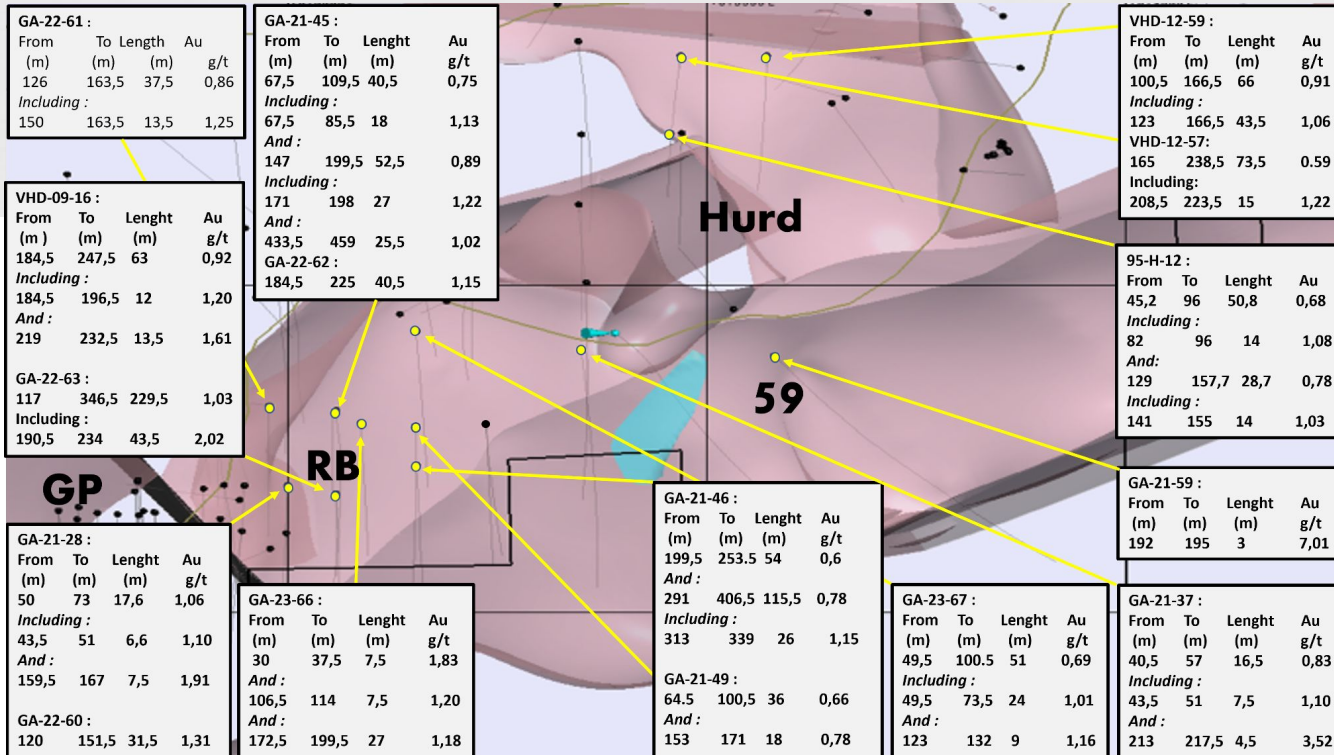 GA-22-61 :
From To Length Au
(m) (m) (m) g/t
126 163,5 37,5 0,86
Including :
150 163,5 13,5 1,25
GA-21-45 :
From To Lenght Au
(m) (m) (m) g/t
67,5 109,5 40,5 0,75
Including :
67,5 85,5 18 1,13
And :
147 199,5 52,5 0,89
Including :
171 198 27 1,22
And :
433,5 459 25,5 1,02
GA-22-62 :
184,5 225 40,5 1,15
VHD-12-59 :
From To Lenght Au
(m) (m) (m) g/t
100,5 166,5 66 0,91
Including :
123 166,5 43,5 1,06
VHD-12-57:
165 238,5 73,5 0.59
Including:
208,5 223,5 15 1,22
VHD-09-16 :
From To Lenght Au
(m ) (m) (m) g/t
184,5 247,5 63 0,92
Including :
184,5 196,5 12 1,20
And :
219 232,5 13,5 1,61
GA-22-63 :
117 346,5 229,5 1,03
Including :
190,5 234 43,5 2,02
Hurd
95-H-12 :
From To Lenght Au
(m) (m) (m) g/t
45,2 96 50,8 0,68
Including :
82 96 14 1,08
And:
129 157,7 28,7 0,78
Including :
141 155 14 1,03
59
RB
GP
GA-21-59 :
From To Lenght Au
(m) (m) (m) g/t
192 195 3 7,01
GA-21-28 :
From To Lenght Au
(m) (m) (m) g/t
50 73 17,6 1,06
Including :
43,5 51 6,6 1,10
And :
159,5 167 7,5 1,91
GA-22-60 :
120 151,5 31,5 1,31
GA-23-66 :
From To Lenght Au
(m) (m) (m) g/t
30 37,5 7,5 1,83
And :
106,5 114 7,5 1,20
And :
172,5 199,5 27 1,18
GA-21-46 :
From To Lenght Au
(m) (m) (m) g/t
199,5 253.5 54 0,6
And :
291 406,5 115,5 0,78
Including :
313 339 26 1,15
GA-21-49 :
64.5 100,5 36 0,66
And :
153 171 18 0,78
GA-23-67 :
From To Lenght Au
(m) (m) (m) g/t
49,5 100.5 51 0,69
Including :
49,5 73,5 24 1,01
And :
123 132 9 1,16
GA-21-37 :
From To Lenght Au
(m) (m) (m) g/t
40,5 57 16,5 0,83
Including :
43,5 51 7,5 1,10
And :
213 217,5 4,5 3,52